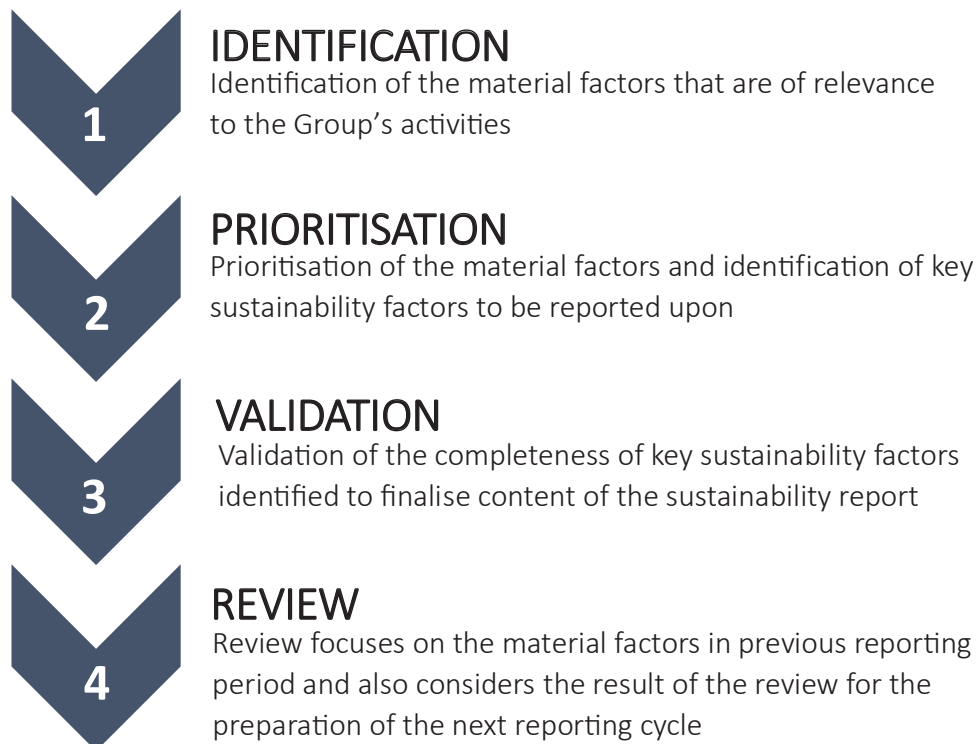 IDENTIFICATION
Identification of the material factors that are of relevance
to the Group's activities
1
PRIORITISATION
Prioritisation of the material factors and identification of key
sustainability factors to be reported upon
2
VALIDATION
Validation of the completeness of key sustainability factors
identified to finalise content of the sustainability report
3
REVIEW
Review focuses on the material factors in previous reporting
period and also considers the result of the review for the
preparation of the next reporting cycle
4